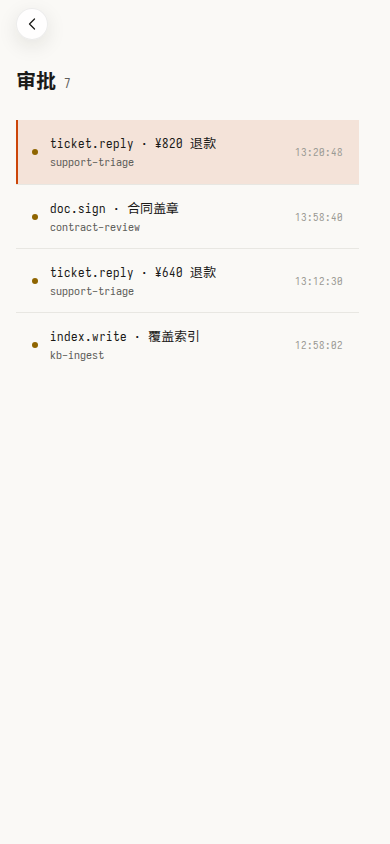 审批 7
ticket.reply · ¥820 退款
13:20:48
support-triage
doc.sign · 合同盖章
13:58:40
contract-review
ticket.reply · ¥640 退款
13:12:30
support-triage
index.write · 覆盖索引
12:58:02
kb-ingest